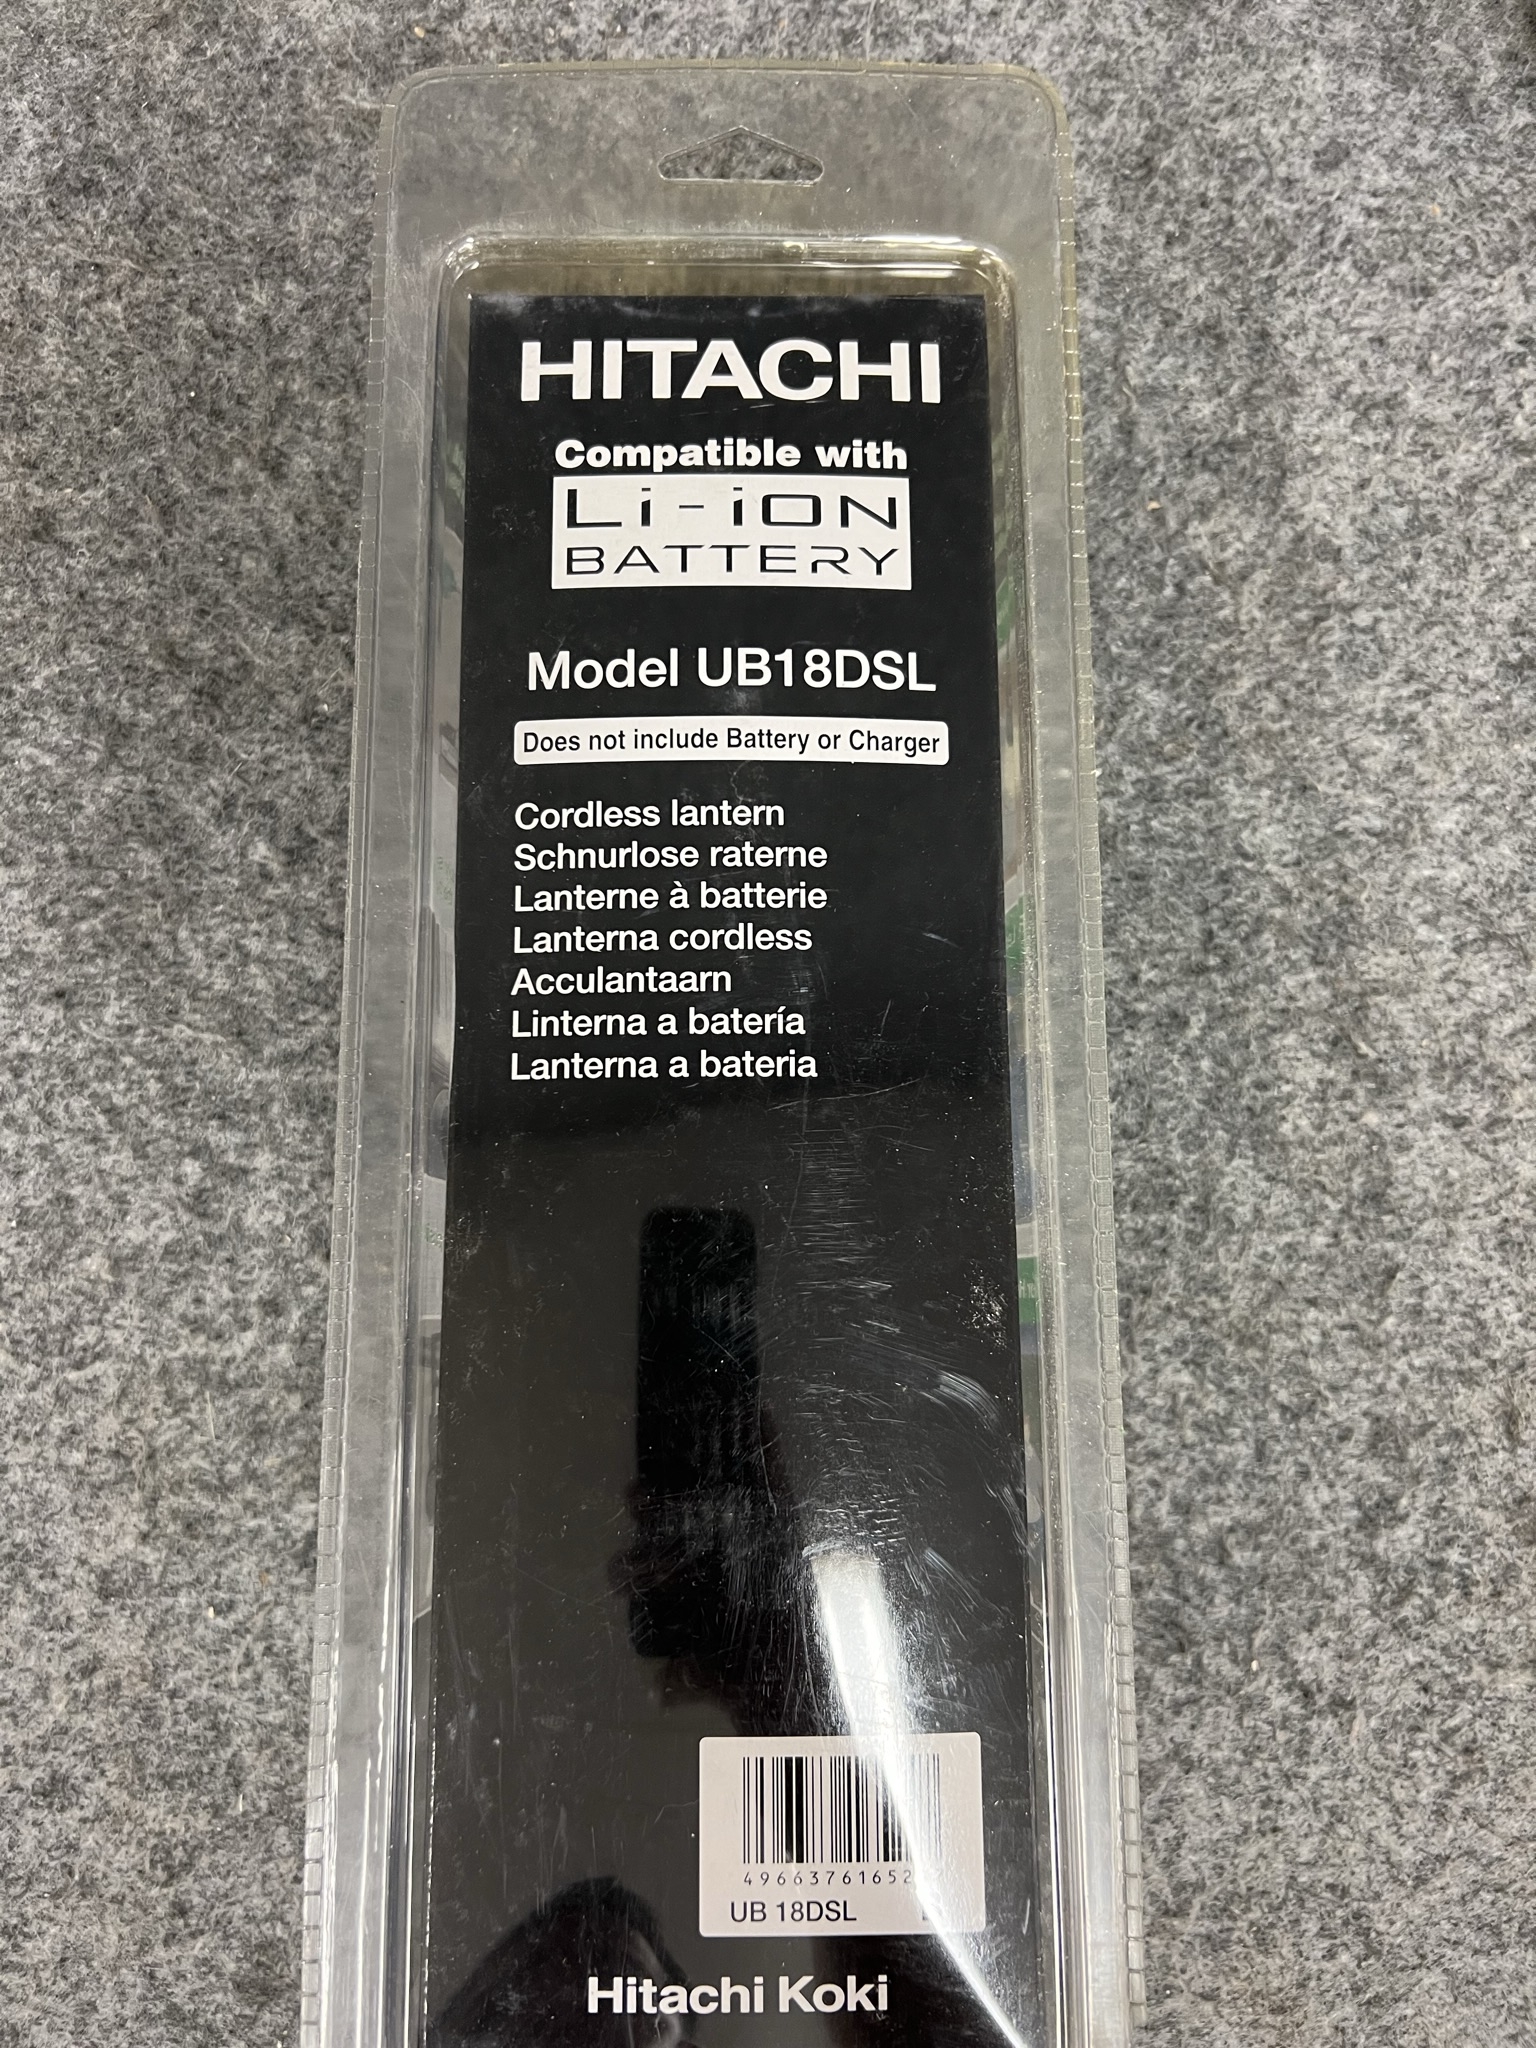 HITACHI
Compatible with
Li-ion
BATTERY
Model UB18DSL
Does not include Battery or Charger
Cordless lantern
Schnurlose raterne
Lanterne à batterie
Lanterna cordless
Acculantaarn
Linterna a batería
Lanterna a bateria
49663761652
UB 18DSL
Hitachi Koki